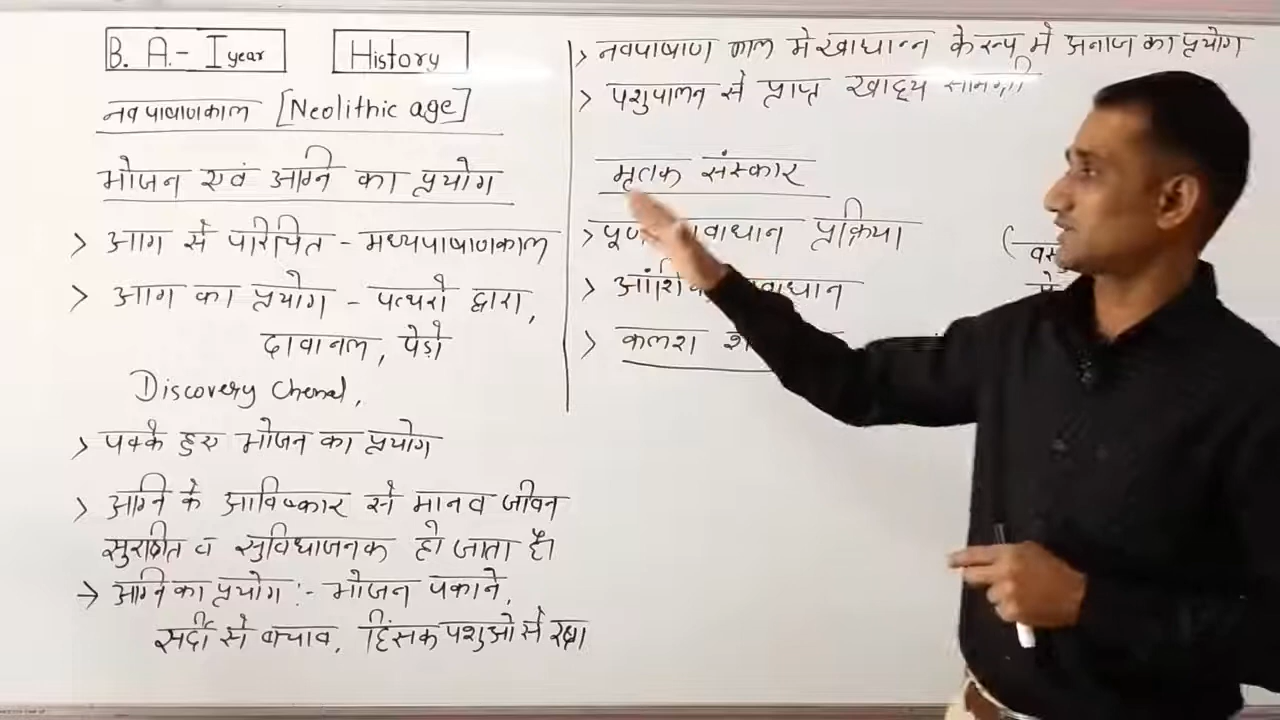 B. A.- I year
History
नवपाषाणकाल [Neolithic age]
भोजन एवं अग्नि का प्रयोग
> आग से परिचित - मध्यपाषाणकाल
> आग का प्रयोग - पत्थरो द्वारा,
दावानल, पेड़ो
Discovery Chenal,
> पक्के हुए भोजन का प्रयोग
> अग्नि के आविष्कार से मानव जीवन
सुरक्षित व सुविधाजनक हो जाता है।
→ अग्नि का प्रयोग :- भोजन पकाने,
सर्दी से बचाव, हिंसक पशुओ से रक्षा
> नवपाषाण काल मे खाद्यान्न के रूप मे अनाज का प्रयोग
> पशुपालन से प्राप्त खाद्य सामग्री
मृतक संस्कार
> प्रक्रिया
>
> कलश